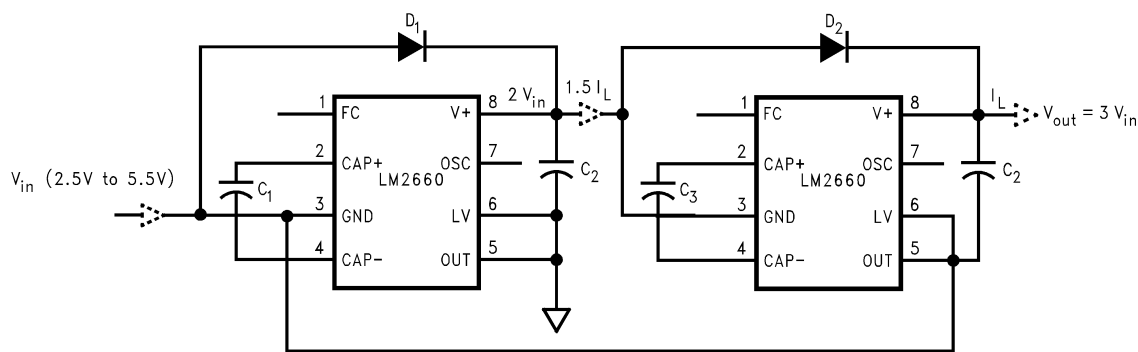 D1
D2
2 Vin
1.5 IL
IL
Vout = 3 Vin
Vin (2.5V to 5.5V)
1
FC
V+
8
2
CAP+
OSC
7
LM2660
C1
C2
3
GND
LV
6
4
CAP-
OUT
5
1
FC
V+
8
2
CAP+
OSC
7
LM2660
C3
C2
3
GND
LV
6
4
CAP-
OUT
5